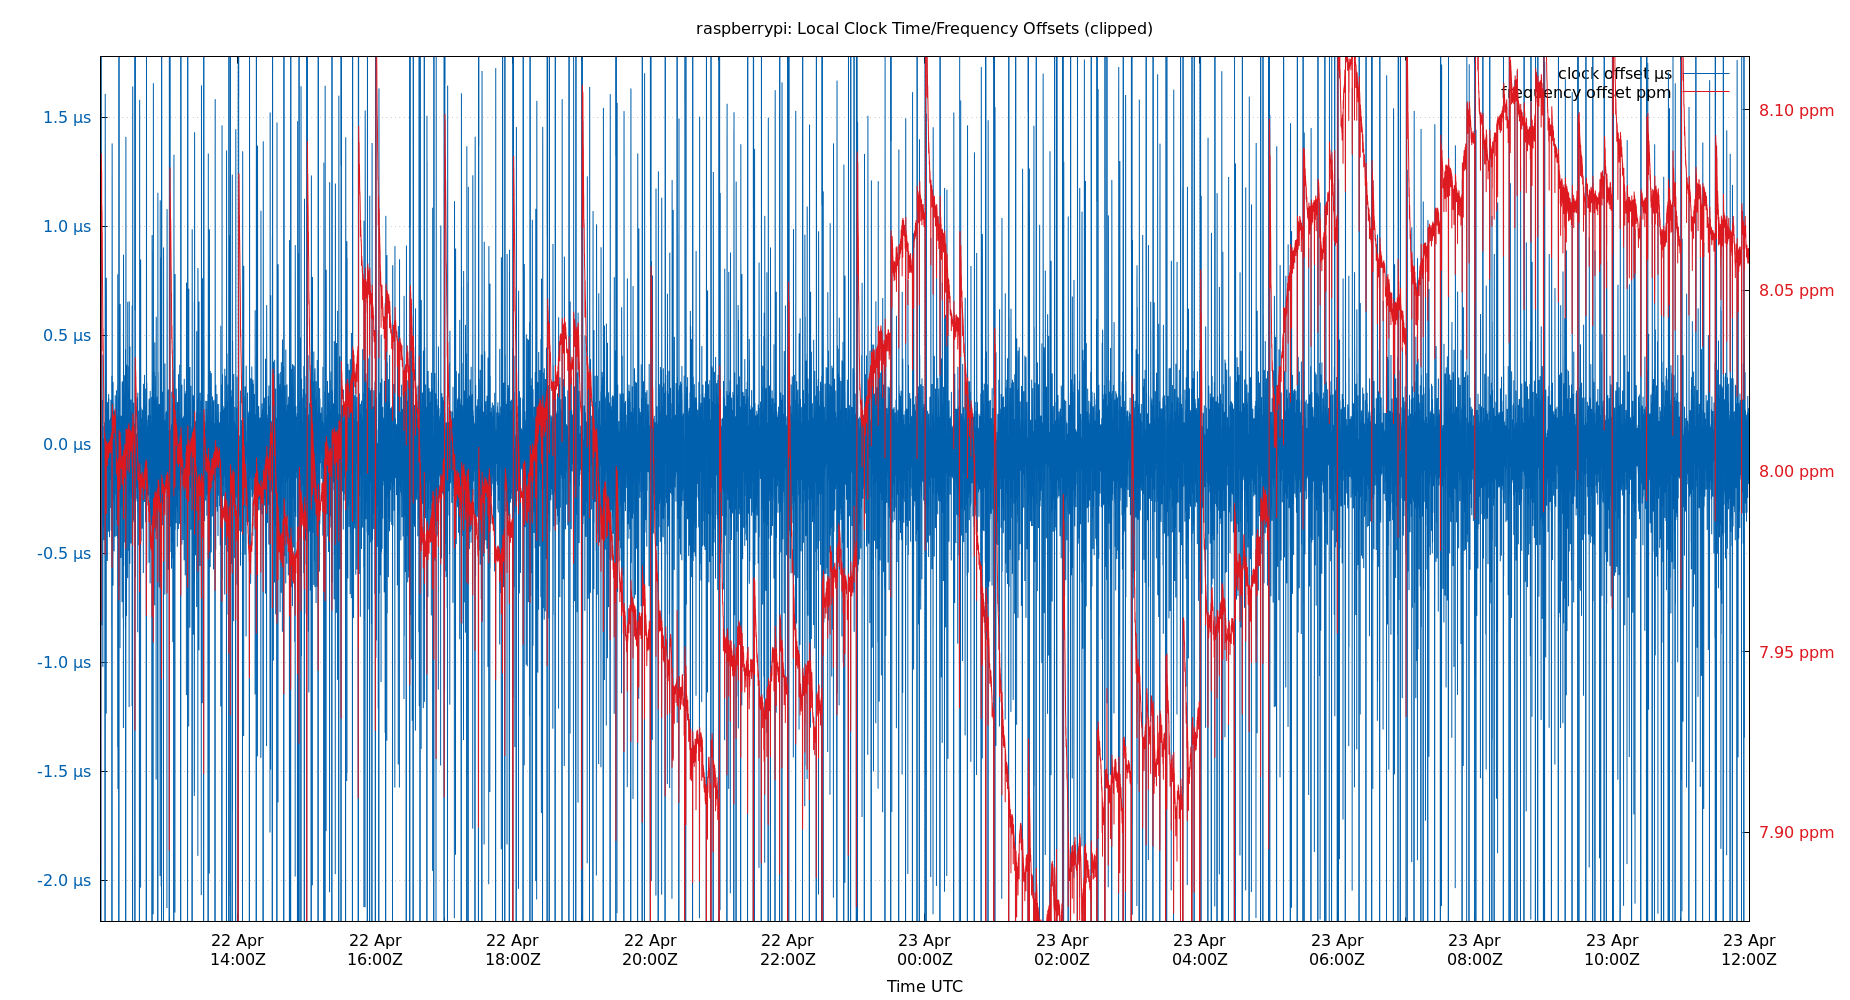 raspberrypi: Local Clock Time/Frequency Offsets (clipped)
clock offset µs
frequency offset ppm
1.5 µs
1.0 µs
0.5 µs
0.0 µs
-0.5 µs
-1.0 µs
-1.5 µs
-2.0 µs
8.10 ppm
8.05 ppm
8.00 ppm
7.95 ppm
7.90 ppm
22 Apr 22 Apr 22 Apr 22 Apr 22 Apr 23 Apr 23 Apr 23 Apr 23 Apr 23 Apr 23 Apr 23 Apr
14:00Z 16:00Z 18:00Z 20:00Z 22:00Z 00:00Z 02:00Z 04:00Z 06:00Z 08:00Z 10:00Z 12:00Z
Time UTC